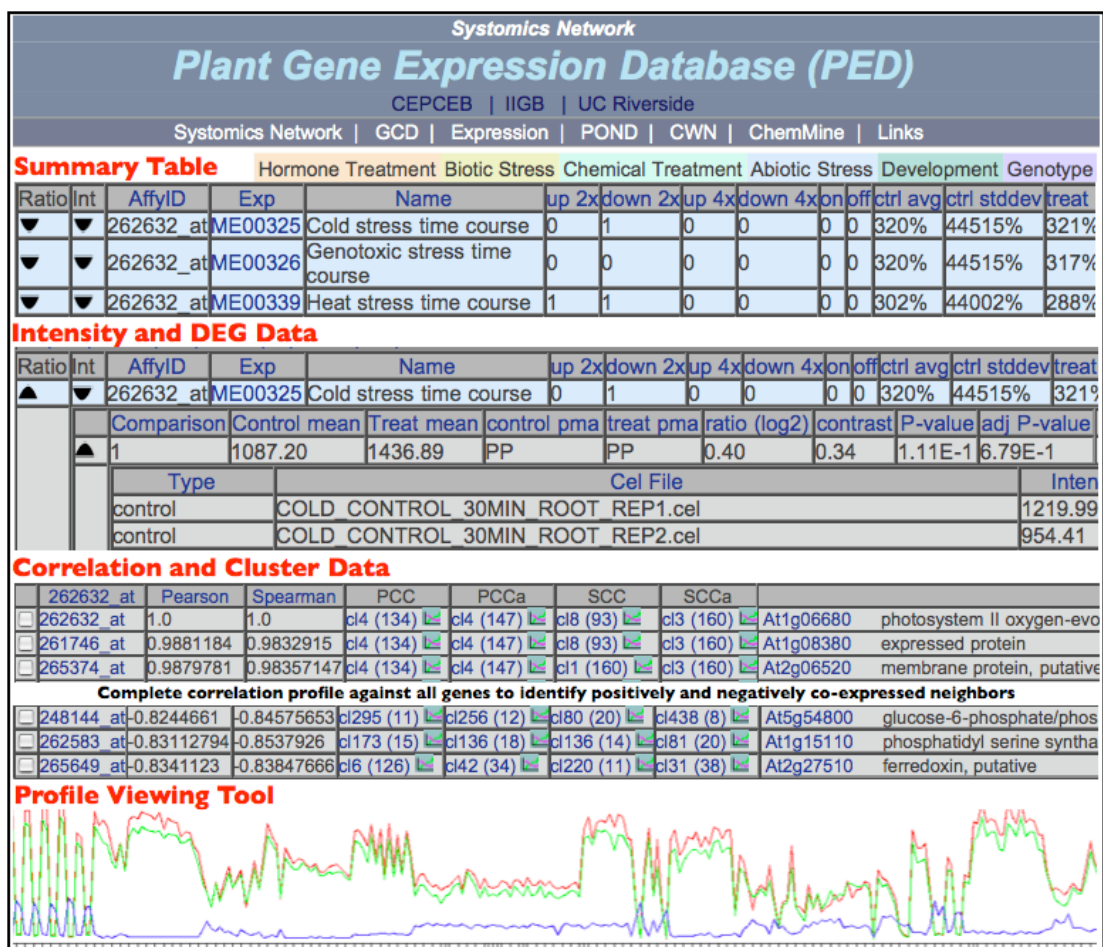 Systomics Network
Plant Gene Expression Database (PED)
CEPCEB | IIGB | UC Riverside
Systomics Network | GCD | Expression | POND | CWN | ChemMine | Links
Summary Table Hormone Treatment Biotic Stress Chemical Treatment Abiotic Stress Development Genotype
Ratio Int AffyID Exp Name up 2x down 2x up 4x down 4x on off ctrl avg ctrl stddev treat
262632_at ME00325 Cold stress time course 0 1 0 0 0 0 320% 44515% 321%
262632_at ME00326 Genotoxic stress time course 0 0 0 0 0 0 320% 44515% 317%
262632_at ME00339 Heat stress time course 1 1 0 0 0 0 302% 44002% 288%
Intensity and DEG Data
Ratio Int AffyID Exp Name up 2x down 2x up 4x down 4x on off ctrl avg ctrl stddev treat
262632_at ME00325 Cold stress time course 0 1 0 0 0 0 320% 44515% 321%
Comparison Control mean Treat mean control pma treat pma ratio (log2) contrast P-value adj P-value
1 1087.20 1436.89 PP PP 0.40 0.34 1.11E-1 6.79E-1
Type Cel File Inten
control COLD_CONTROL_30MIN_ROOT_REP1.cel 1219.99
control COLD_CONTROL_30MIN_ROOT_REP2.cel 954.41
Correlation and Cluster Data
262632_at Pearson Spearman PCC PCCa SCC SCCa
262632_at 1.0 1.0 cl4 (134) cl4 (147) cl8 (93) cl3 (160) At1g06680 photosystem II oxygen-evo
261746_at 0.9881184 0.9832915 cl4 (134) cl4 (147) cl8 (93) cl3 (160) At1g08380 expressed protein
265374_at 0.9879781 0.98357147 cl4 (134) cl4 (147) cl1 (160) cl3 (160) At2g06520 membrane protein, putative
Complete correlation profile against all genes to identify positively and negatively co-expressed neighbors
248144_at -0.8244661 -0.84575653 cl295 (11) cl256 (12) cl80 (20) cl438 (8) At5g54800 glucose-6-phosphate/phos
262583_at -0.83112794 -0.8537926 cl173 (15) cl136 (18) cl136 (14) cl81 (20) At1g15110 phosphatidyl serine syntha
265649_at -0.8341123 -0.83847666 cl6 (126) cl42 (34) cl220 (11) cl31 (38) At2g27510 ferredoxin, putative
Profile Viewing Tool